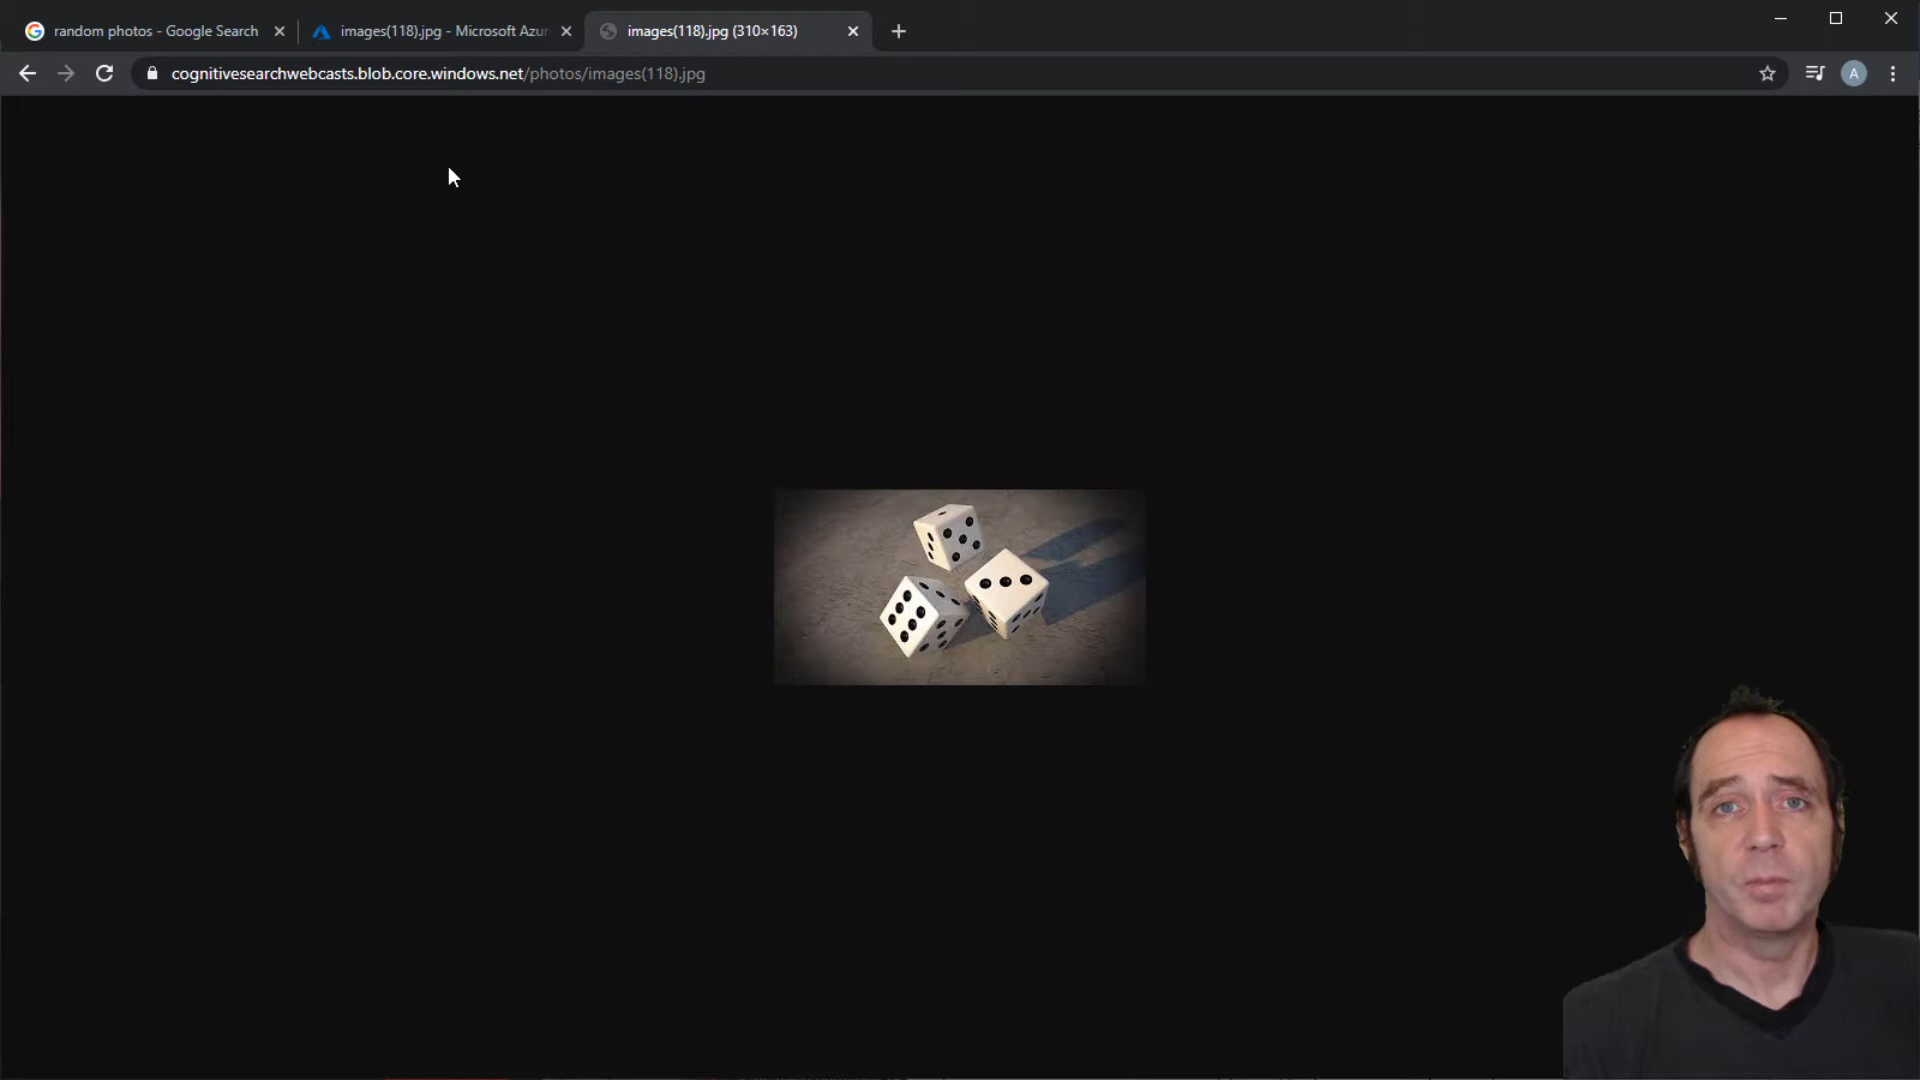 random photos - Google Search
images(118).jpg - Microsoft Azur
images(118).jpg (310×163)
cognitivesearchwebcasts.blob.core.windows.net/photos/images(118).jpg
A